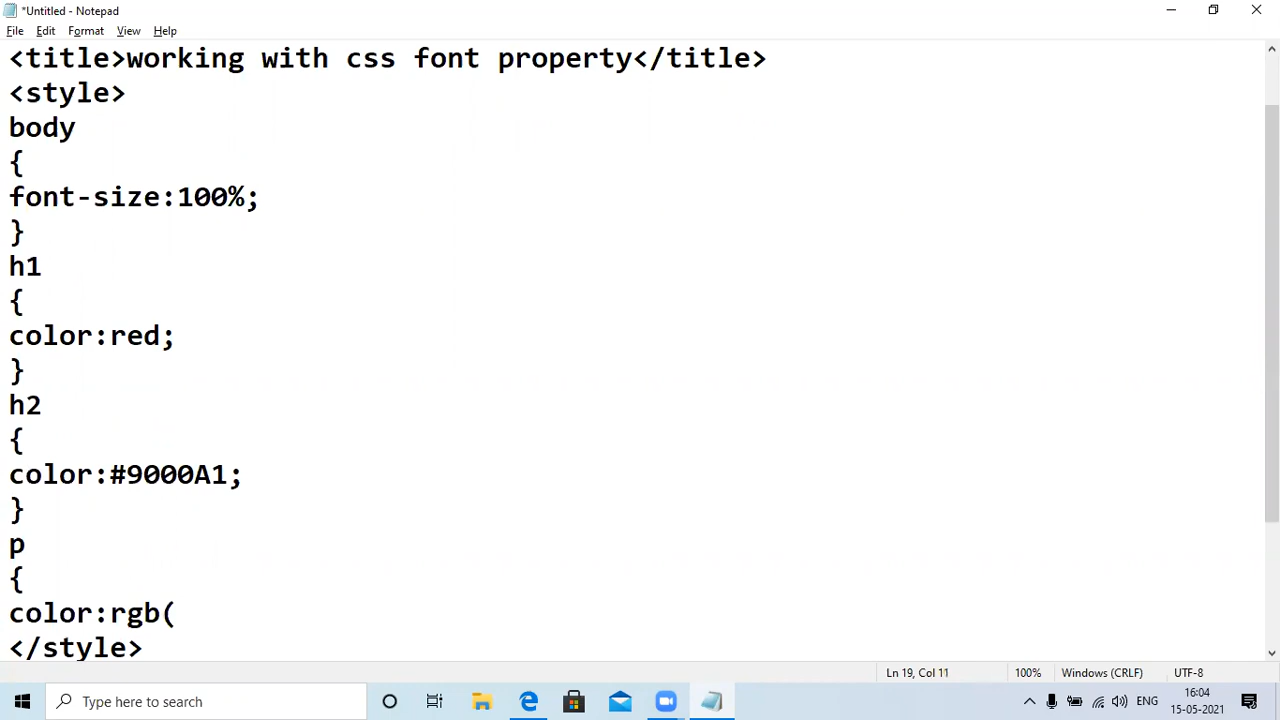 *Untitled - Notepad
File Edit Format View Help
<title>working with css font property</title>
<style>
body
{
font-size:100%;
}
h1
{
color:red;
}
h2
{
color:#9000A1;
}
p
{
color:rgb(
</style>
Ln 19, Col 11 100% Windows (CRLF) UTF-8
Type here to search
ENG
16:04
15-05-2021